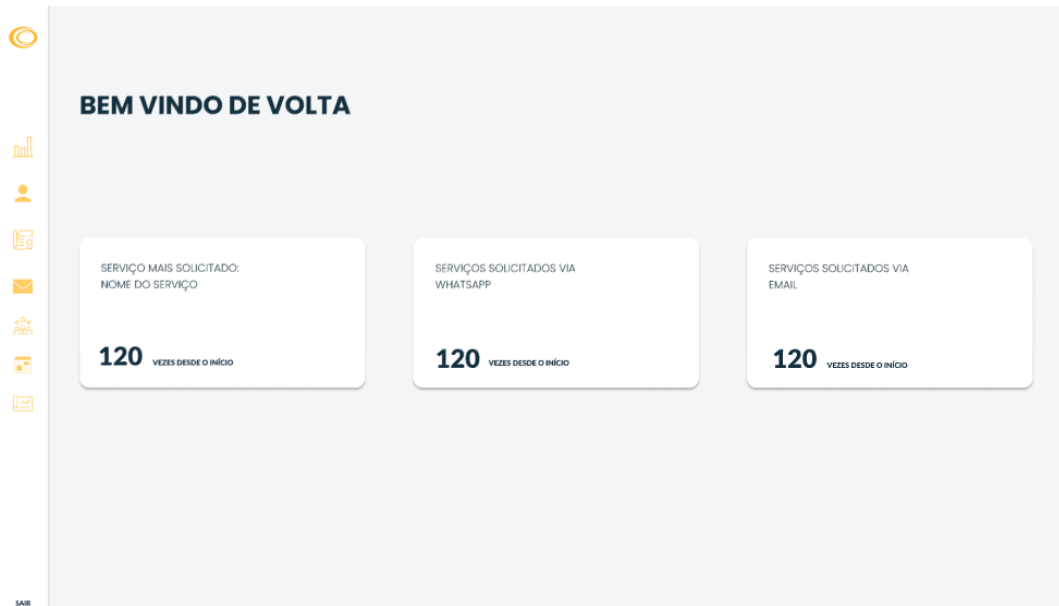 BEM VINDO DE VOLTA
SERVIÇO MAIS SOLICITADO:
NOME DO SERVIÇO
120 VEZES DESDE O INÍCIO
SERVIÇOS SOLICITADOS VIA
WHATSAPP
120 VEZES DESDE O INÍCIO
SERVIÇOS SOLICITADOS VIA
EMAIL
120 VEZES DESDE O INÍCIO
SAIR